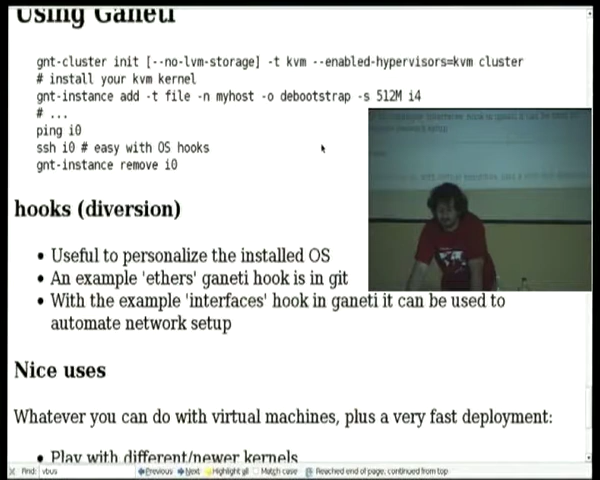 Using Ganeti
gnt-cluster init [--no-lvm-storage] -t kvm --enabled-hypervisors=kvm cluster
# install your kvm kernel
gnt-instance add -t file -n myhost -o debootstrap -s 512M i4
# ...
ping i0
ssh i0 # easy with OS hooks
gnt-instance remove i0
hooks (diversion)
• Useful to personalize the installed OS
• An example 'ethers' ganeti hook is in git
• With the example 'interfaces' hook in ganeti it can be used to
automate network setup
Nice uses
Whatever you can do with virtual machines, plus a very fast deployment:
• Play with different/newer kernels
Find: vbus Previous Next Highlight all Match case Reached end of page, continued from top